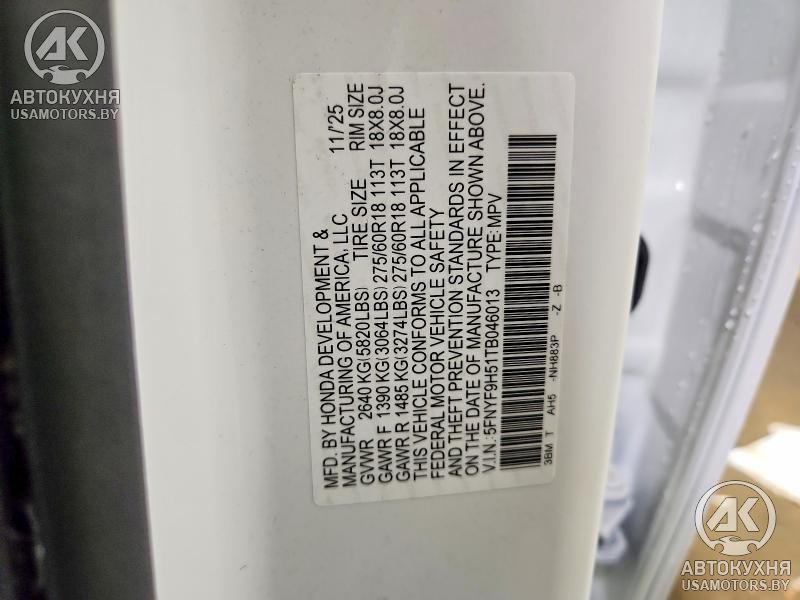 MFD. BY HONDA DEVELOPMENT &
MANUFACTURING OF AMERICA, LLC 11/'25
GVWR 2640 KG(5820LBS) TIRE SIZE RIM SIZE
GAWR F 1390 KG(3064LBS) 275/60R18 113T 18X8.0J
GAWR R 1485 KG(3274LBS) 275/60R18 113T 18X8.0J
THIS VEHICLE CONFORMS TO ALL APPLICABLE
FEDERAL MOTOR VEHICLE SAFETY
AND THEFT PREVENTION STANDARDS IN EFFECT
ON THE DATE OF MANUFACTURE SHOWN ABOVE.
V.I.N.:5FNYF9H51TB046013 TYPE: MPV
3BM T AH5 -NH883P -Z -B
AK
АВТОКУХНЯ
USAMOTORS.BY
AK
АВТОКУХНЯ
USAMOTORS.BY